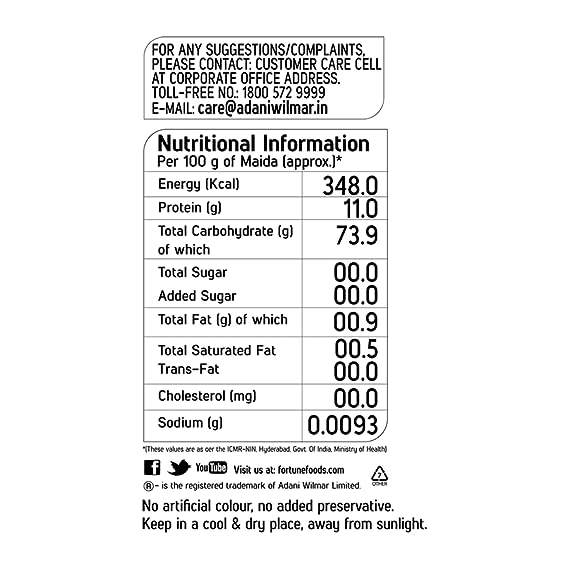 FOR ANY SUGGESTIONS/COMPLAINTS,
PLEASE CONTACT: CUSTOMER CARE CELL
AT CORPORATE OFFICE ADDRESS.
TOLL-FREE NO.: 1800 572 9999
E-MAIL: care@adaniwilmar.in
Nutritional Information
Per 100 g of Maida (approx.)*
Energy (Kcal) 348.0
Protein (g) 11.0
Total Carbohydrate (g) 73.9
of which
Total Sugar 00.0
Added Sugar 00.0
Total Fat (g) of which 00.9
Total Saturated Fat 00.5
Trans-Fat 00.0
Cholesterol (mg) 00.0
Sodium (g) 0.0093
*(These values are as oer the ICMR-NIN, Hyderabad, Govt. Of India, Ministry of Health)
f YouTube Visit us at: fortunefoods.com
® - is the registered trademark of Adani Wilmar Limited.
7
OTHER
No artificial colour, no added preservative.
Keep in a cool & dry place, away from sunlight.